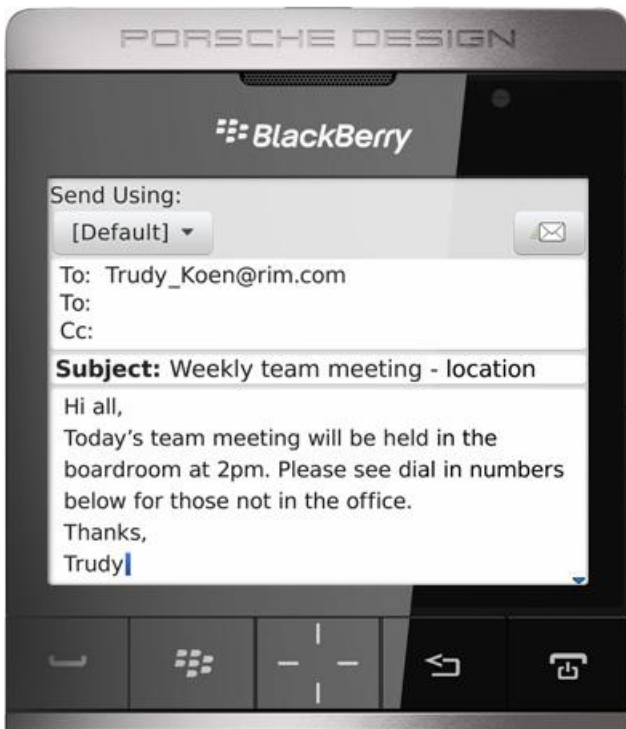 PORSCHE DESIGN
BlackBerry
Send Using:
[Default]
To: Trudy_Koen@rim.com
To:
Cc:
Subject: Weekly team meeting - location
Hi all,
Today's team meeting will be held in the
boardroom at 2pm. Please see dial in numbers
below for those not in the office.
Thanks,
Trudy